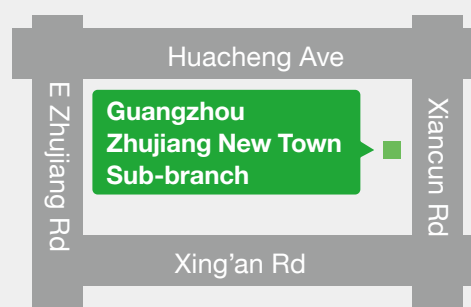 Huacheng Ave
E Zhujiang Rd
Guangzhou
Zhujiang New Town
Sub-branch
Xiancun Rd
Xing'an Rd